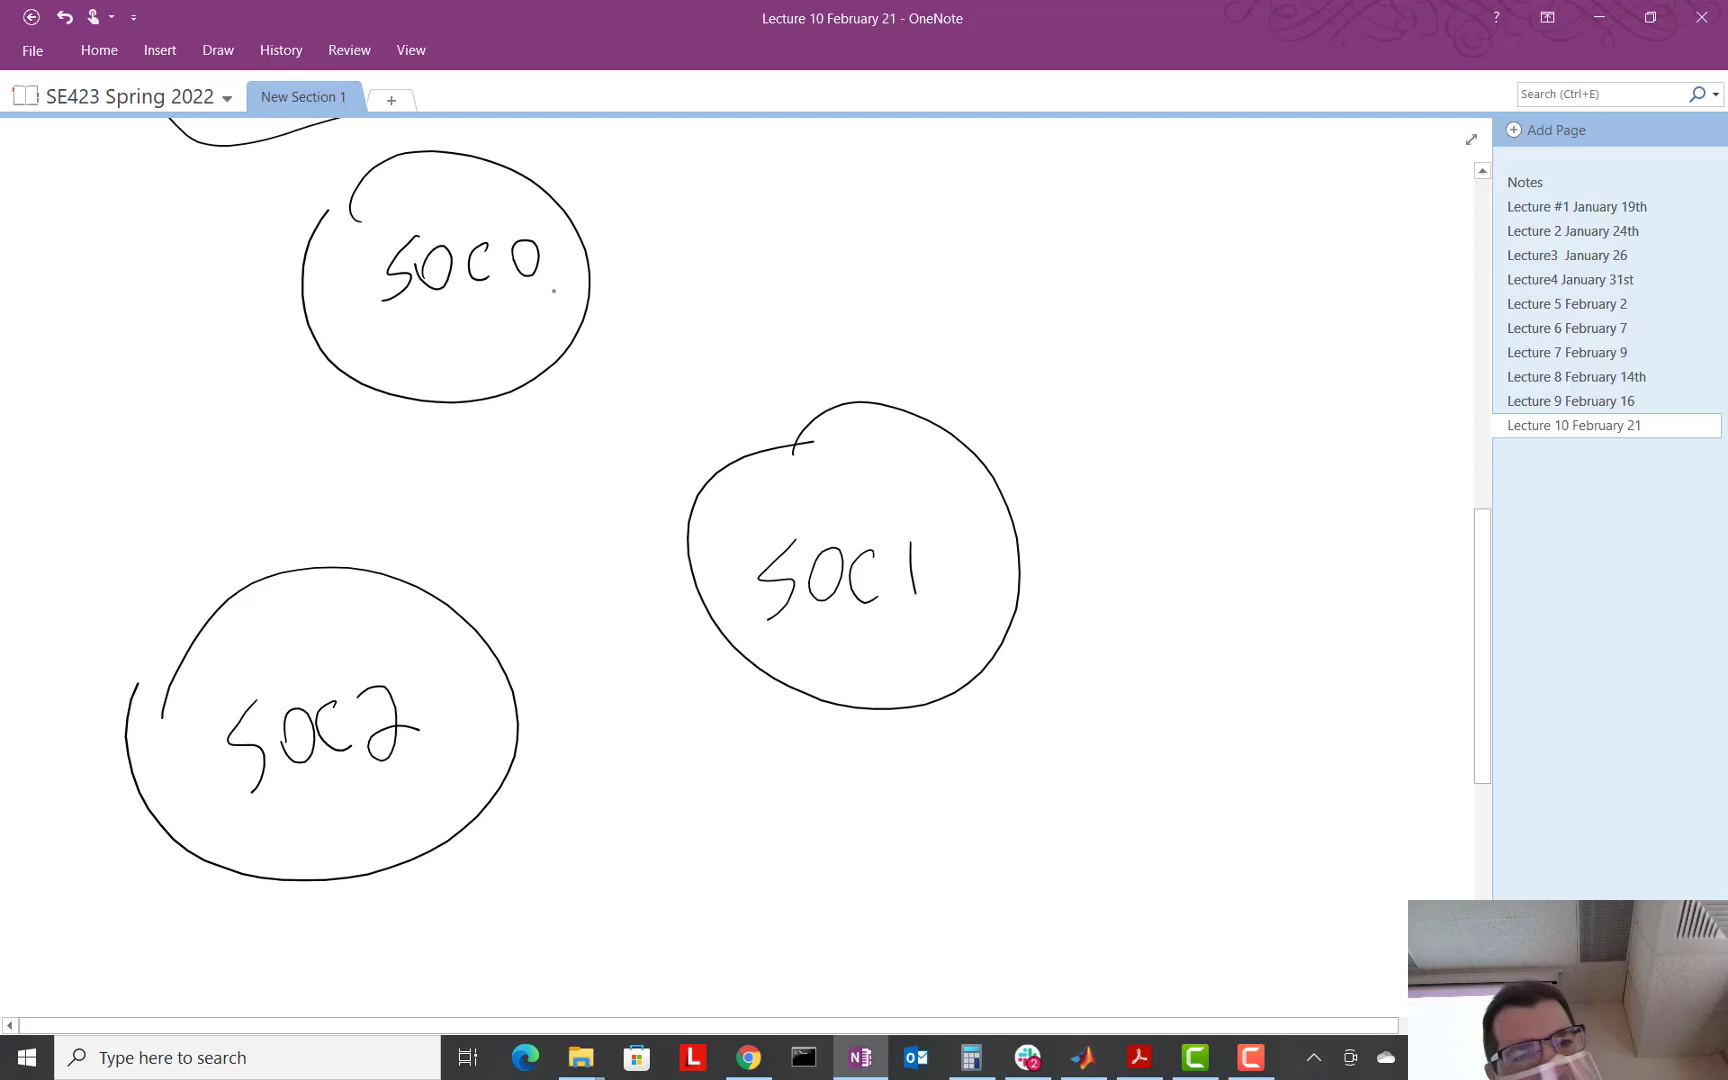 Lecture 10 February 21 - OneNote
?
File
Home
Insert
Draw
History
Review
View
SE423 Spring 2022
New Section 1
+
Search (Ctrl+E)
Add Page
Notes
Lecture #1 January 19th
Lecture 2 January 24th
Lecture3 January 26
Lecture4 January 31st
Lecture 5 February 2
Lecture 6 February 7
Lecture 7 February 9
Lecture 8 February 14th
Lecture 9 February 16
Lecture 10 February 21
SOC0
SOC1
SOC2
Type here to search
L
2
C
C